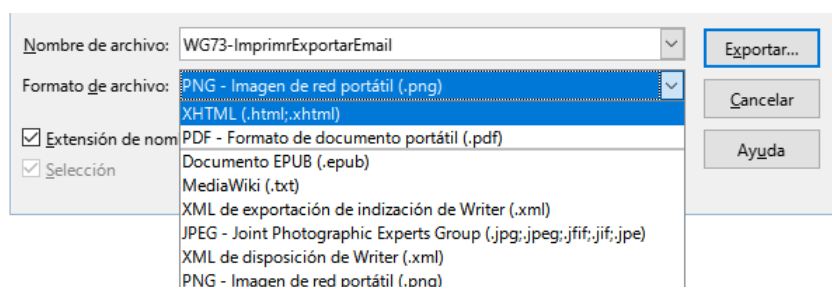 Nombre de archivo: WG73-ImprimrExportarEmail
Exportar...
Formato de archivo: PNG - Imagen de red portátil (.png)
Cancelar
XHTML (.html;.xhtml)
Extensión de nom PDF - Formato de documento portátil (.pdf)
Ayuda
Documento EPUB (.epub)
Selección
MediaWiki (.txt)
XML de exportación de indización de Writer (.xml)
JPEG - Joint Photographic Experts Group (.jpg;.jpeg;.jfif;.jif;.jpe)
XML de disposición de Writer (.xml)
PNG - Imagen de red portátil (.png)